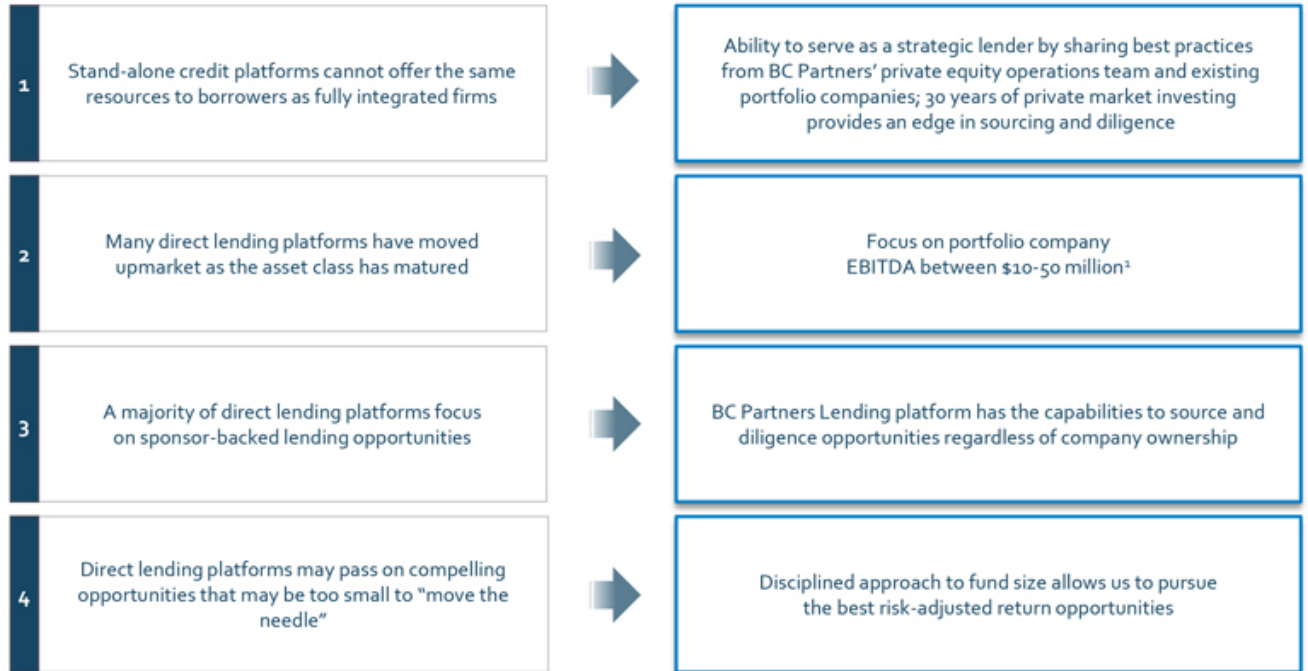 1
Stand-alone credit platforms cannot offer the same
resources to borrowers as fully integrated firms
Ability to serve as a strategic lender by sharing best practices
from BC Partners’ private equity operations team and existing
portfolio companies; 30 years of private market investing
provides an edge in sourcing and diligence
2
Many direct lending platforms have moved
upmarket as the asset class has matured
Focus on portfolio company
EBITDA between $10-50 million¹
3
A majority of direct lending platforms focus
on sponsor-backed lending opportunities
BC Partners Lending platform has the capabilities to source and
diligence opportunities regardless of company ownership
4
Direct lending platforms may pass on compelling
opportunities that may be too small to “move the
needle”
Disciplined approach to fund size allows us to pursue
the best risk-adjusted return opportunities